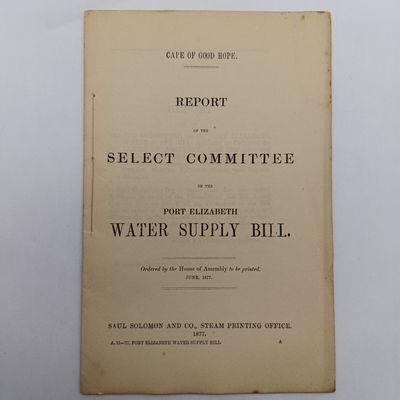 CAPE OF GOOD HOPE.
REPORT
OF THE
SELECT COMMITTEE
ON THE
PORT ELIZABETH
WATER SUPPLY BILL.
Ordered by the House of Assembly to be printed.
JUNE, 1877.
SAUL SOLOMON AND CO., STEAM PRINTING OFFICE.
1877.
A. 15—'77. PORT ELIZABETH WATER SUPPLY BILL. A